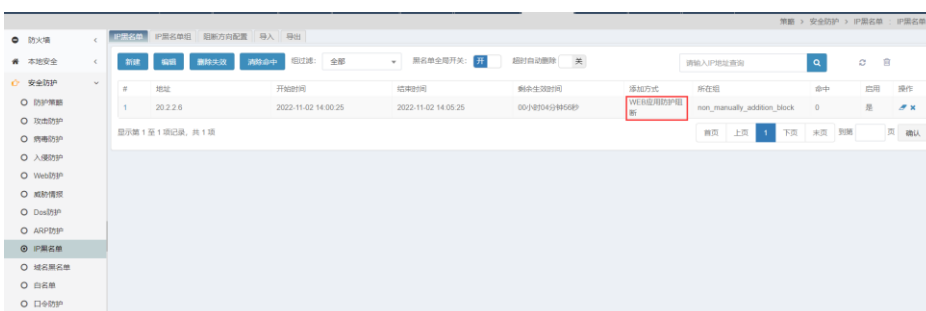 策略 > 安全防护 > IP黑名单 : IP黑名单
防火墙
本地安全
安全防护
防护策略
攻击防护
病毒防护
入侵防护
Web防护
威胁情报
Dos防护
ARP防护
IP黑名单
域名黑名单
白名单
口令防护
IP黑名单 IP黑名单组 阻断方向配置 导入 导出
新建 编辑 删除失效 清除命中 组过滤: 全部 黑名单全局开关: 开 超时自动删除 关 请输入IP地址查询
# 地址 开始时间 结束时间 剩余生效时间 添加方式 所在组 命中 启用 操作
1 20.2.2.6 2022-11-02 14:00:25 2022-11-02 14:05:25 00小时04分钟56秒 WEB应用防护阻断 non_manually_addition_block 0 是
显示第 1 至 1 项记录，共 1 项
首页 上页 1 下页 末页 到第 页 确认